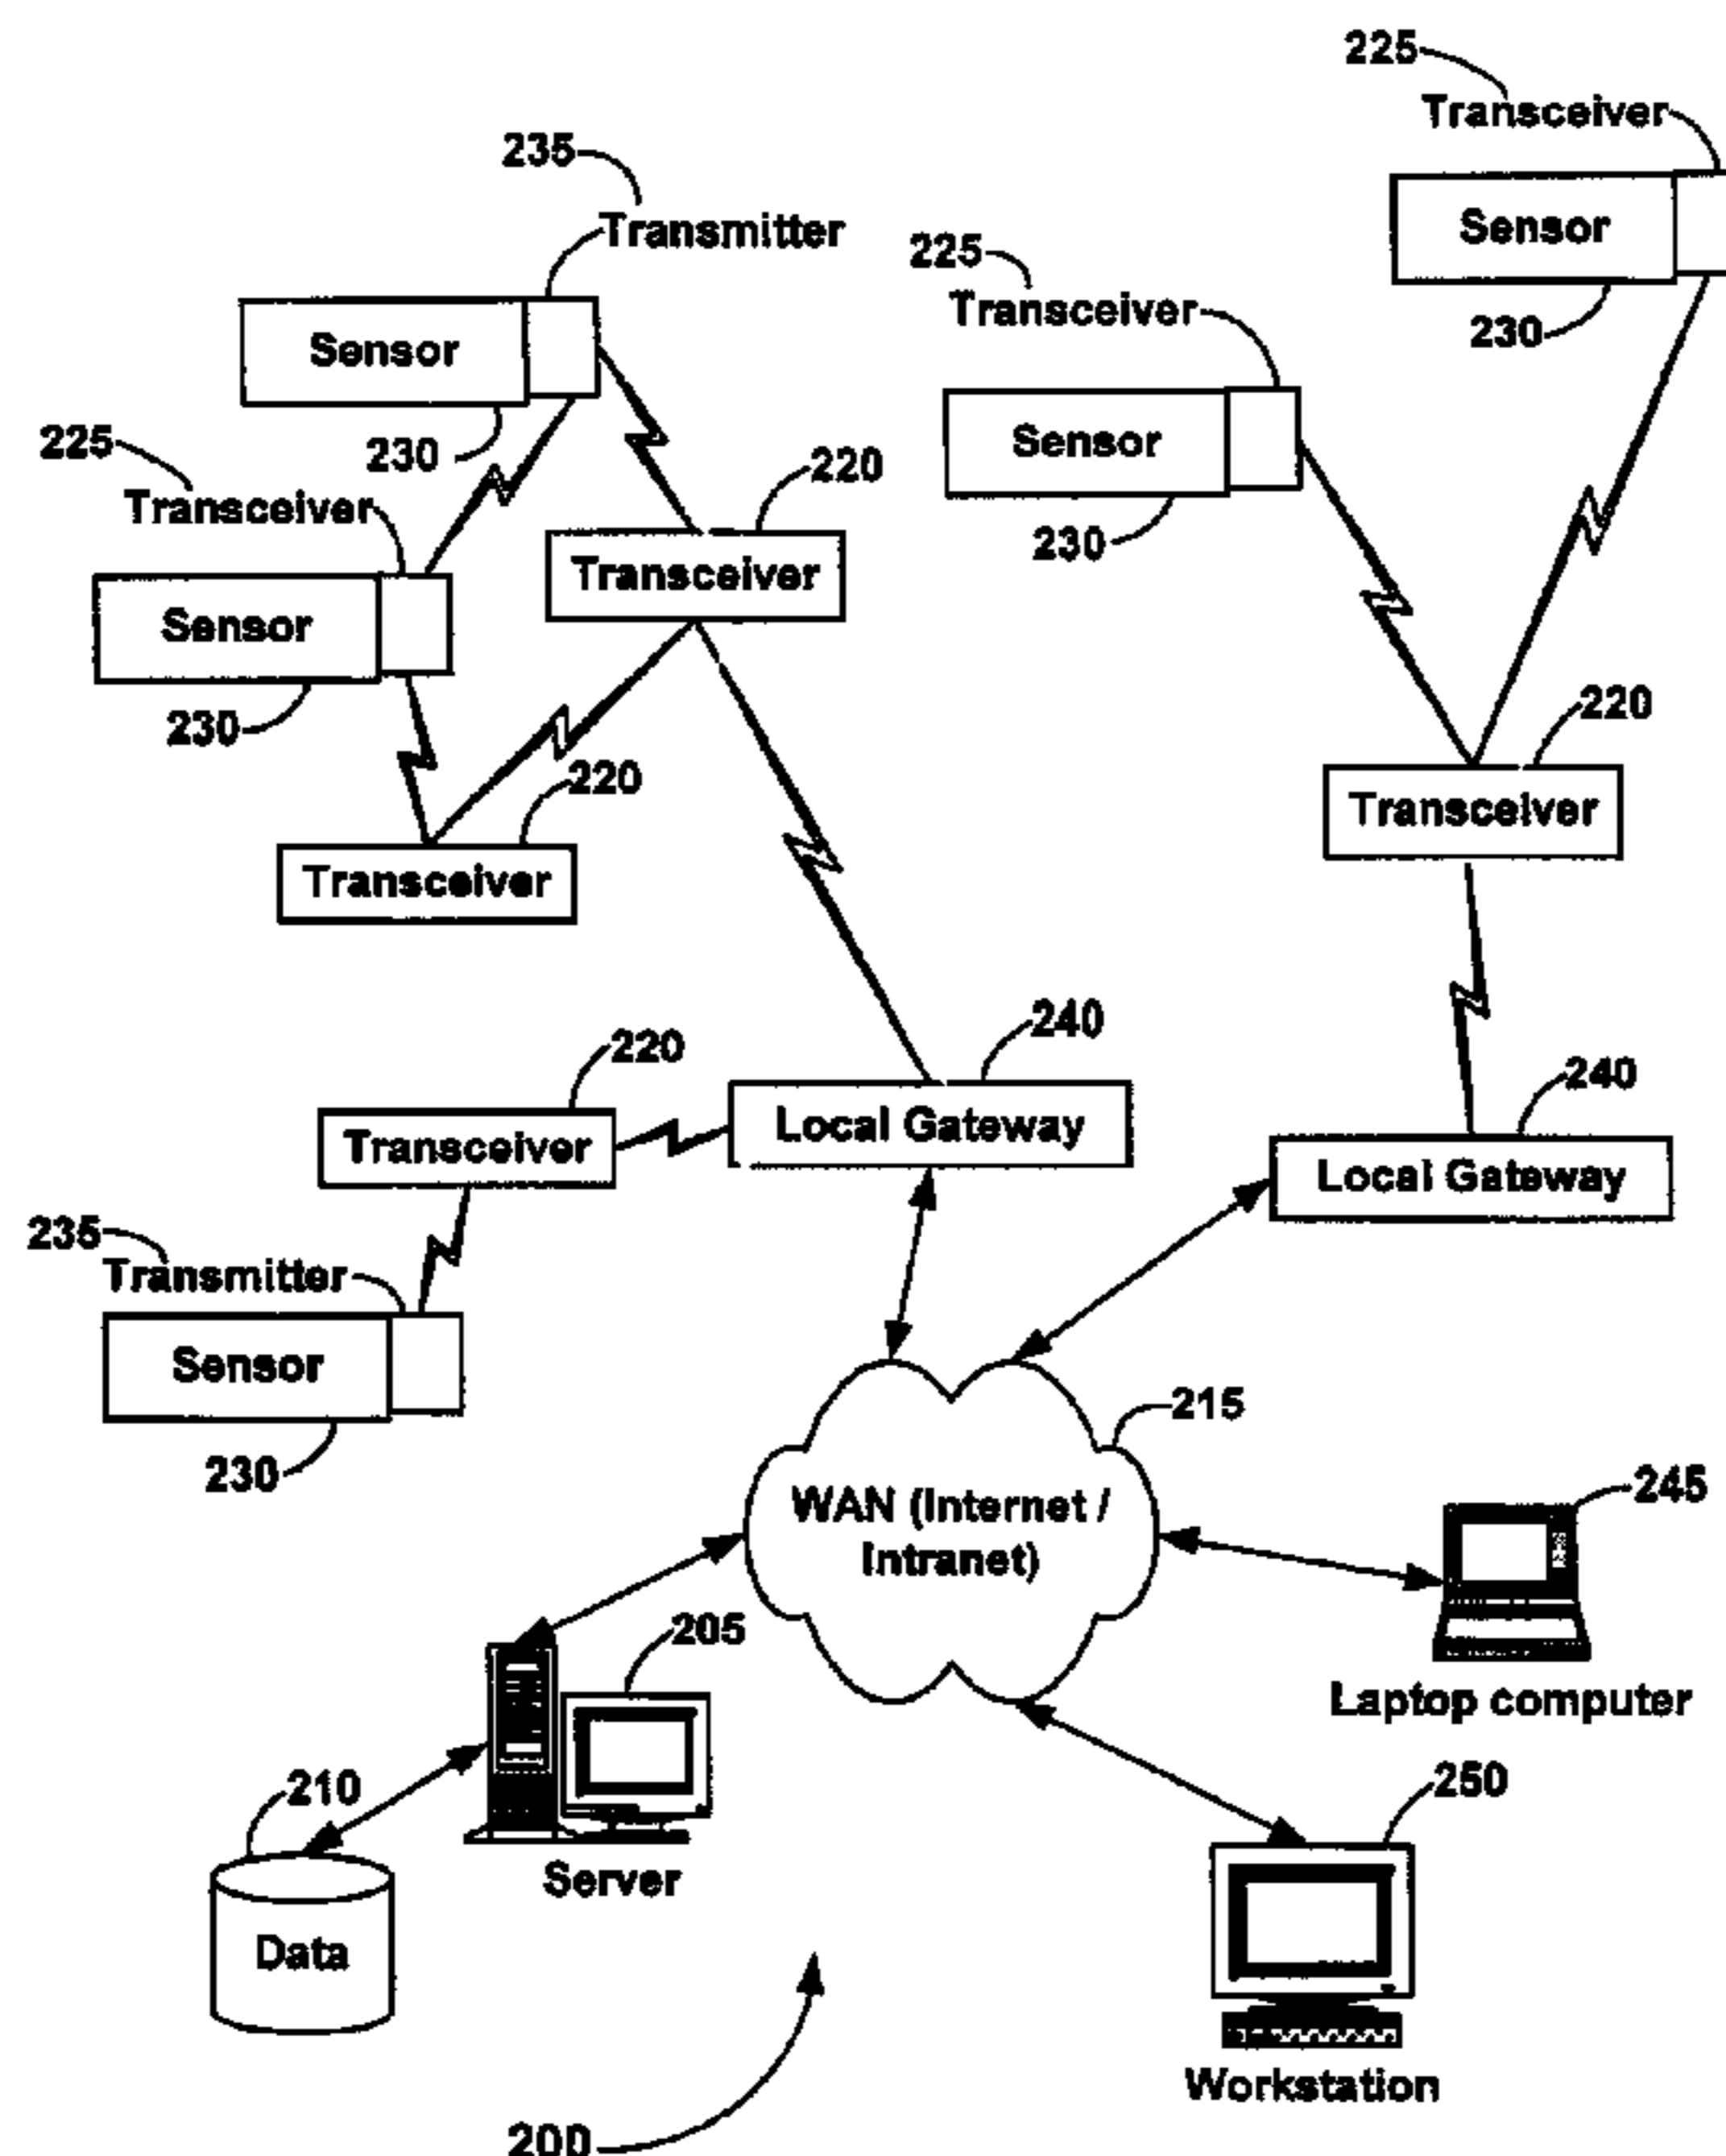 225
Transceiver
235
Transmitter
Sensor
225
Transceiver
230
Sensor
230
225
Transceiver
220
Sensor
230
Transceiver
Sensor
230
220
220
Transceiver
Transceiver
240
220
240
Local Gateway
Transceiver
Local Gateway
235
Transmitter
Sensor
215
230
245
WAN (Internet /
Intranet)
205
Laptop computer
210
250
Server
Data
Workstation
200